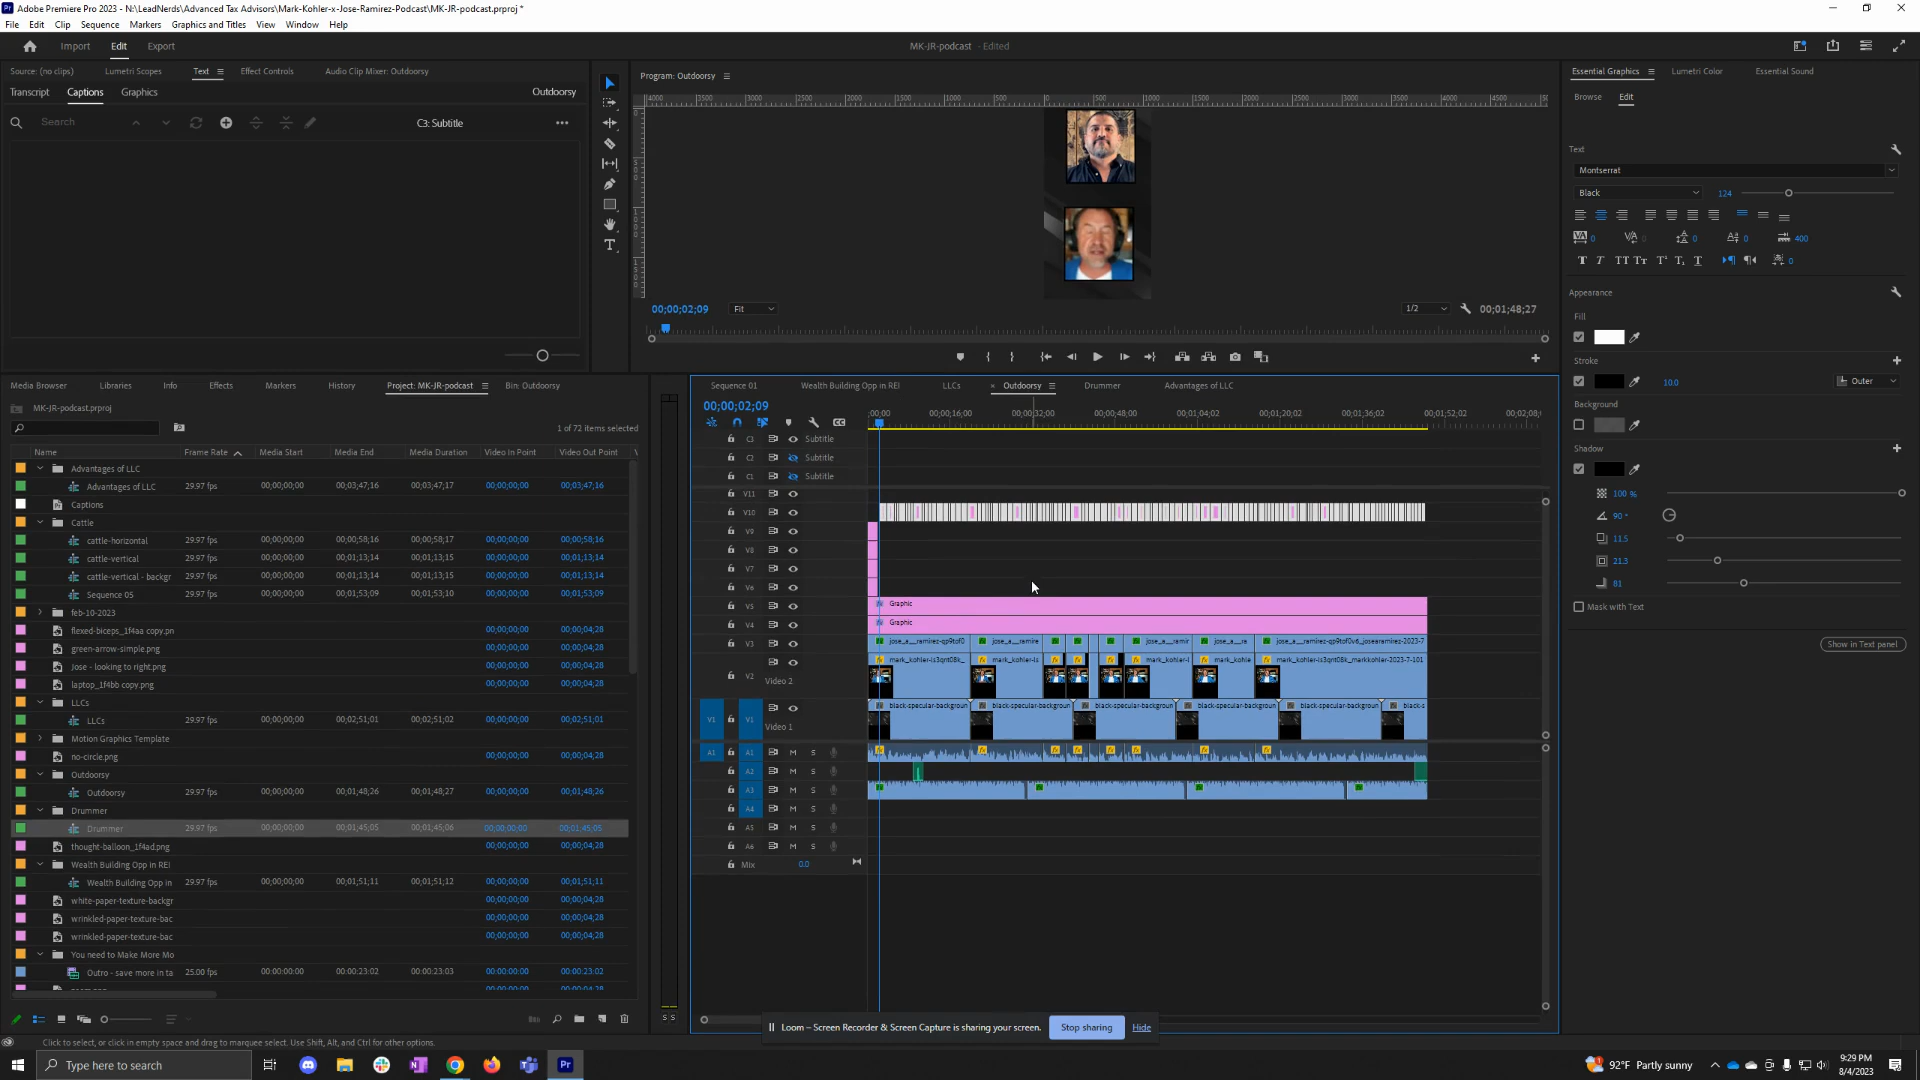 Adobe Premiere Pro 2023 - N:\LeadNerds\Advanced Tax Advisors\Mark-Kohler-x-Jose-Ramirez-Podcast\MK-JR-podcast.prproj *
File Edit Clip Sequence Markers Graphics and Titles View Window Help
Import Edit Export
MK-JR-podcast - Edited
Source: (no clips) Lumetri Scopes Text Effect Controls Audio Clip Mixer: Outdoorsy
Transcript Captions Graphics Outdoorsy
Search
C3: Subtitle
Program: Outdoorsy
00;00;02;09 Fit 1/2 00;01;48;27
Essential Graphics Lumetri Color Essential Sound
Browse Edit
Text
Montserrat
Black 124
0 0 0 0 400
0
Appearance
Fill
Stroke
10.0 Outer
Background
Shadow
100 %
90 °
11.5
21.3
81
Mask with Text
Show in Text panel
Media Browser Libraries Info Effects Markers History Project: MK-JR-podcast Bin: Outdoorsy
MK-JR-podcast.prproj
1 of 72 items selected
Name Frame Rate Media Start Media End Media Duration Video In Point Video Out Point
Advantages of LLC
Advantages of LLC 29.97 fps 00;00;00;00 00;03;47;16 00;03;47;17 00;00;00;00 00;03;47;16
Captions
Cattle
cattle-horizontal 29.97 fps 00;00;00;00 00;00;58;16 00;00;58;17 00;00;00;00 00;00;58;16
cattle-vertical 29.97 fps 00;00;00;00 00;01;13;14 00;01;13;15 00;00;00;00 00;01;13;14
cattle-vertical - backgr 29.97 fps 00;00;00;00 00;01;13;14 00;01;13;15 00;00;00;00 00;01;13;14
Sequence 05 29.97 fps 00;00;00;00 00;01;53;09 00;01;53;10 00;00;00;00 00;01;53;09
feb-10-2023
flexed-biceps_1f4aa copy.pn 00;00;00;00 00;00;04;28
green-arrow-simple.png 00;00;00;00 00;00;04;28
Jose - looking to right.png 00;00;00;00 00;00;04;28
laptop_1f4bb copy.png 00;00;00;00 00;00;04;28
LLCs
LLCs 29.97 fps 00;00;00;00 00;02;51;01 00;02;51;02 00;00;00;00 00;02;51;01
Motion Graphics Template
no-circle.png 00;00;00;00 00;00;04;28
Outdoorsy
Outdoorsy 29.97 fps 00;00;00;00 00;01;48;26 00;01;48;27 00;00;00;00 00;01;48;26
Drummer
Drummer 29.97 fps 00;00;00;00 00;01;45;05 00;01;45;06 00;00;00;00 00;01;45;05
thought-balloon_1f4ad.png 00;00;00;00 00;00;04;28
Wealth Building Opp in REI
Wealth Building Opp in 29.97 fps 00;00;00;00 00;01;51;11 00;01;51;12 00;00;00;00 00;01;51;11
white-paper-texture-backgr 00;00;00;00 00;00;04;28
wrinkled-paper-texture-bac 00;00;00;00 00;00;04;28
wrinkled-paper-texture-bac 00;00;00;00 00;00;04;28
You need to Make More Mo
Outro - save more in ta 25.00 fps 00:00:00:00 00:00:23:02 00:00:23:03 00:00:00:00 00:00:23:02
Sequence 01 Wealth Building Opp in REI LLCs × Outdoorsy Drummer Advantages of LLC
00;00;02;09
;00;00 00;00;16;00 00;00;32;00 00;00;48;00 00;01;04;02 00;01;20;02 00;01;36;02 00;01;52;02
C3 Subtitle
C2 Subtitle
C1 Subtitle
V11
V10
V9
V8
V7
V6
V5 Graphic
V4 Graphic
V3 jose_a__ramirez-qp9tof0 jose_a__ramire jose_a__ramir jose_a__ra
V2 Video 2
mark_kohler-is3qnt08k_ mark_kohler-is mark_kohler-i mark_kohle mark_kohler-is3qnt08k_markkohler-2023-7-101
V1 V1 Video 1
black-specular-backgroun black-specular-backgroun black-specular-backgroun black-specular-backgroun black-specular-backgroun black-s
A1 A1 M S
A2 M S
A3 M S
A4 M S
A5 M S
A6 M S
Mix 0.0
S S
Loom – Screen Recorder & Screen Capture is sharing your screen. Stop sharing Hide
Click to select, or click in empty space and drag to marquee select. Use Shift, Alt, and Ctrl for other options.
Type here to search
92°F Partly sunny
9:29 PM
8/4/2023